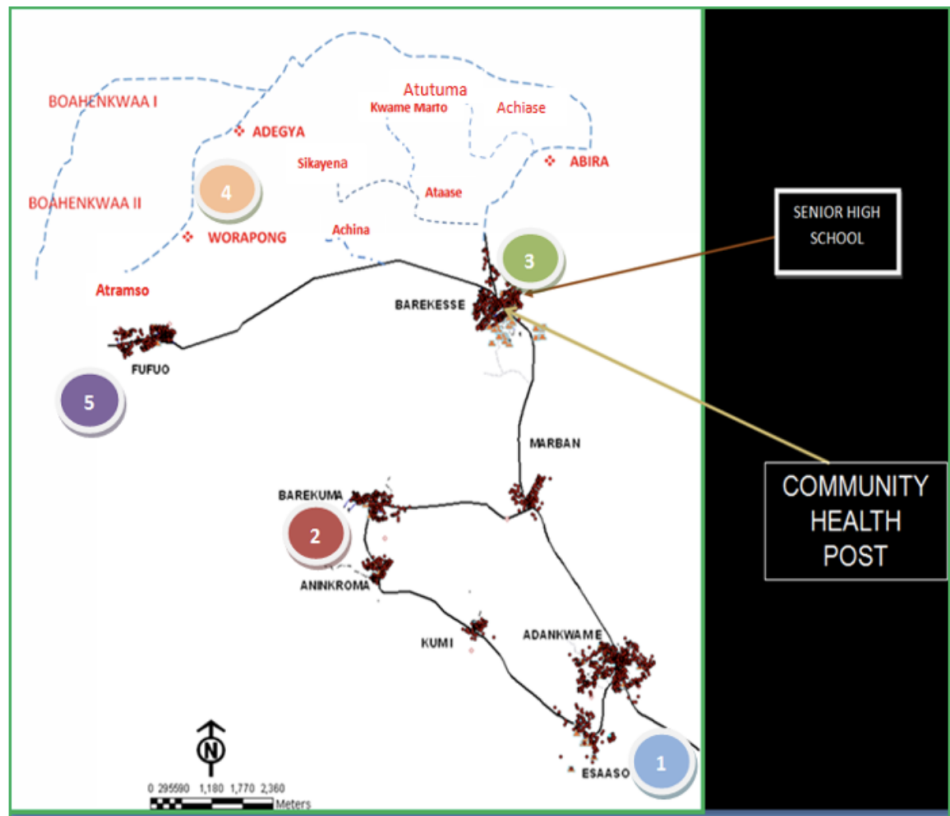 Atutuma
BOAHENKWAA I
Kwame Marfo
Achiase
ADEGYA
Sikayena
ABIRA
4
Ataase
BOAHENKWAA II
SENIOR HIGH
SCHOOL
WORAPONG
Achina
3
Atramso
BAREKESSE
FUFUO
5
MARBAN
COMMUNITY
HEALTH
POST
BAREKUMA
2
ANINKROMA
KUMI
ADANKWAME
N
1
ESAASO
0 295590 1,180 1,770 2,360
Meters